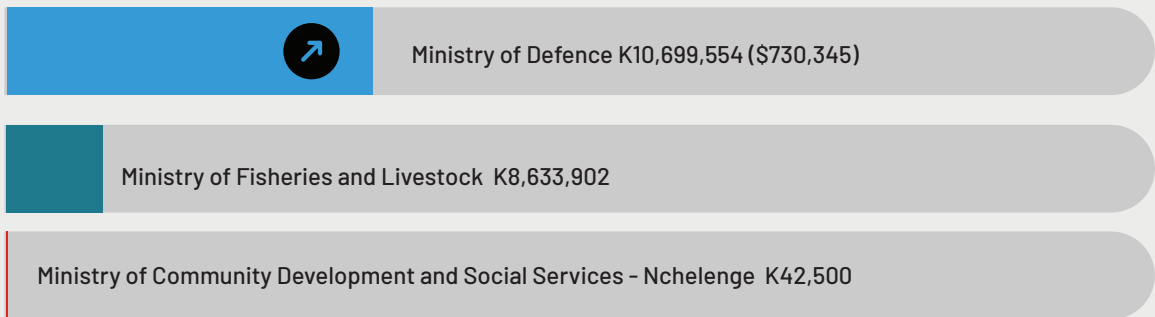 Ministry of Defence K10,699,554 ($730,345)
Ministry of Fisheries and Livestock K8,633,902
Ministry of Community Development and Social Services - Nchelenge K42,500